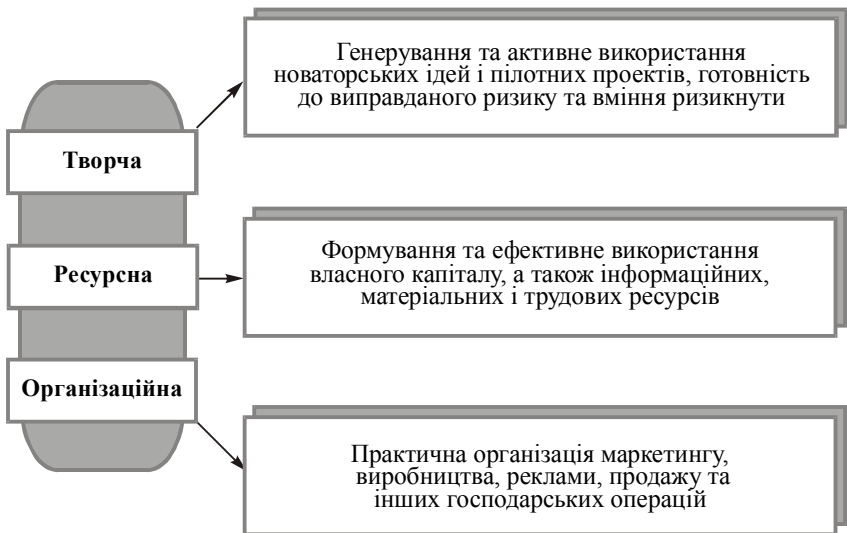 Творча
Генерування та активне використання
новаторських ідей і пілотних проектів, готовність
до виправданого ризику та вміння ризикнути
Ресурсна
Формування та ефективне використання
власного капіталу, а також інформаційних,
матеріальних і трудових ресурсів
Організаційна
Практична організація маркетингу,
виробництва, реклами, продажу та
інших господарських операцій